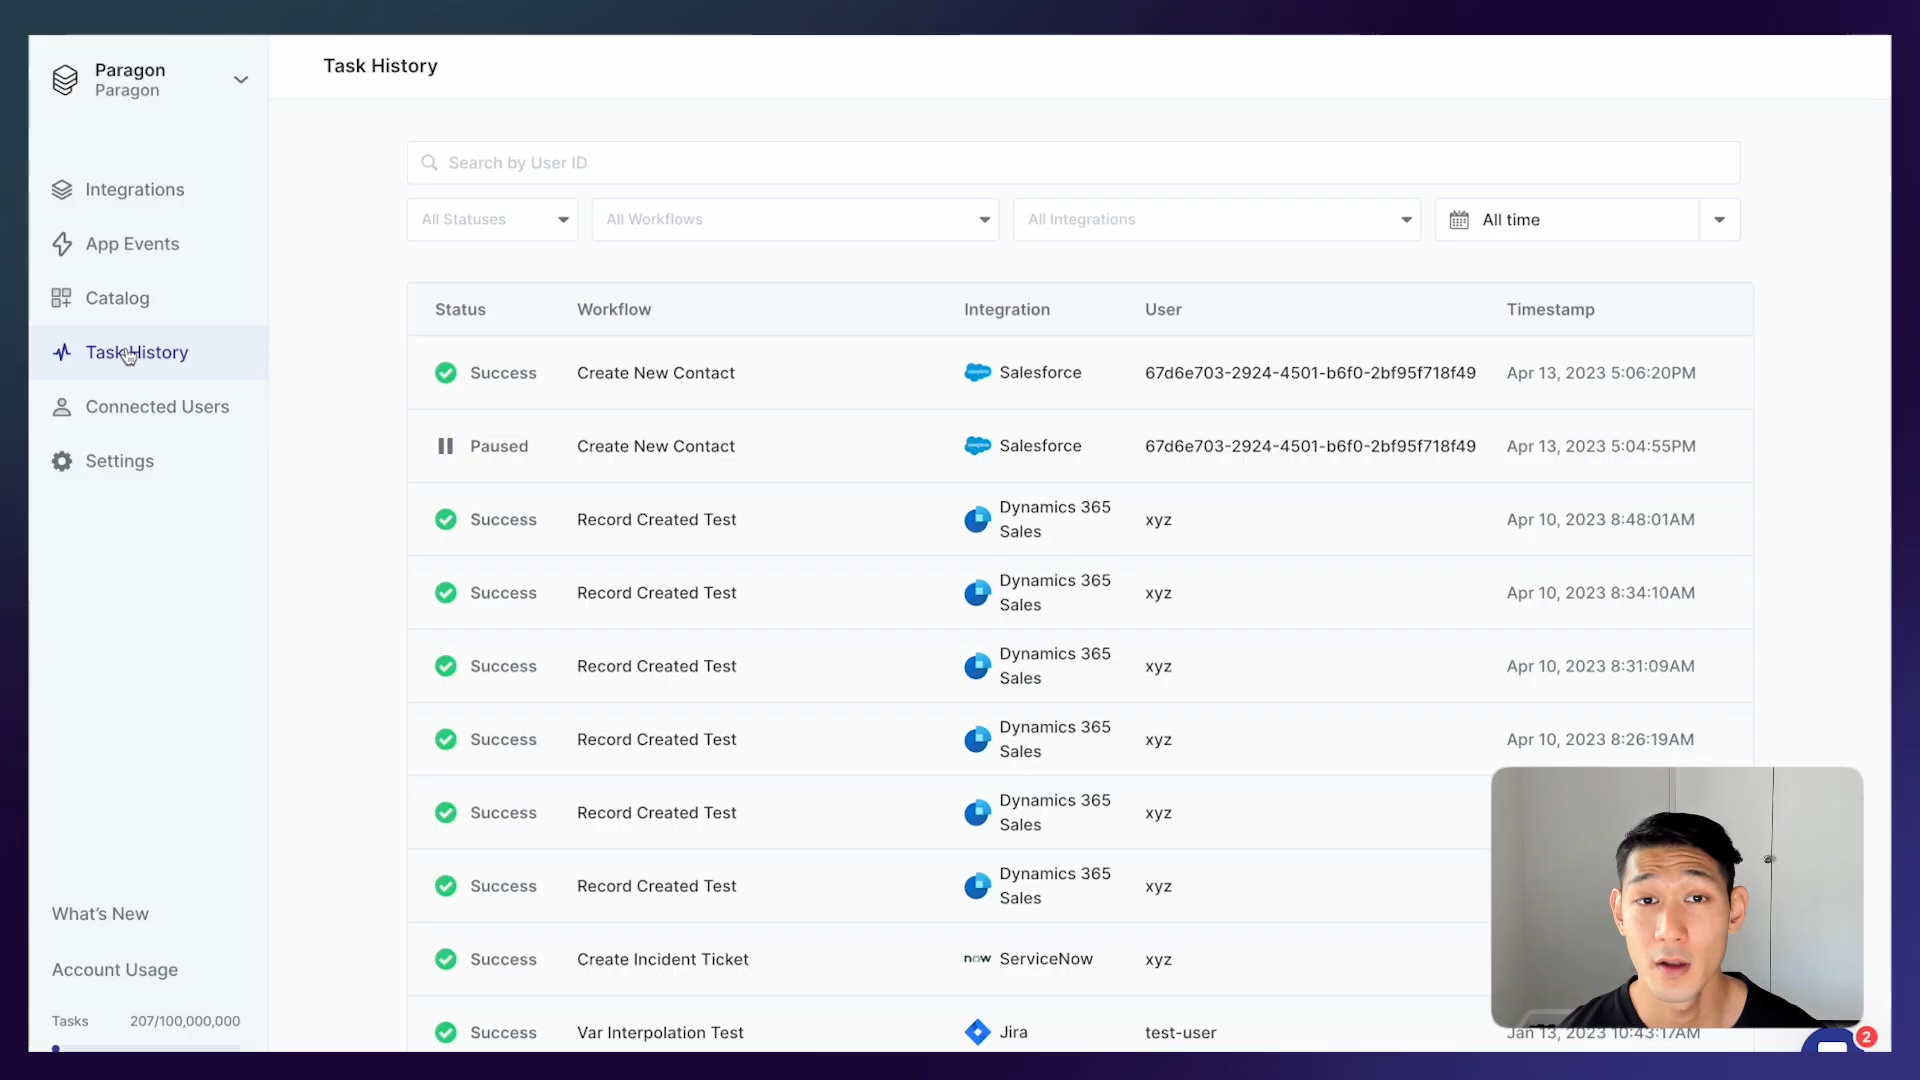 Paragon
Paragon
Integrations
App Events
Catalog
Task History
Connected Users
Settings
What's New
Account Usage
Tasks 207/100,000,000
Task History
Search by User ID
All Statuses All Workflows All Integrations All time
Status Workflow Integration User Timestamp
Success Create New Contact Salesforce 67d6e703-2924-4501-b6f0-2bf95f718f49 Apr 13, 2023 5:06:20PM
Paused Create New Contact Salesforce 67d6e703-2924-4501-b6f0-2bf95f718f49 Apr 13, 2023 5:04:55PM
Success Record Created Test Dynamics 365 Sales xyz Apr 10, 2023 8:48:01AM
Success Record Created Test Dynamics 365 Sales xyz Apr 10, 2023 8:34:10AM
Success Record Created Test Dynamics 365 Sales xyz Apr 10, 2023 8:31:09AM
Success Record Created Test Dynamics 365 Sales xyz Apr 10, 2023 8:26:19AM
Success Record Created Test Dynamics 365 Sales xyz
Success Record Created Test Dynamics 365 Sales xyz
Success Create Incident Ticket now ServiceNow xyz
Success Var Interpolation Test Jira test-user Jan 13, 2023 10:43:17AM
2